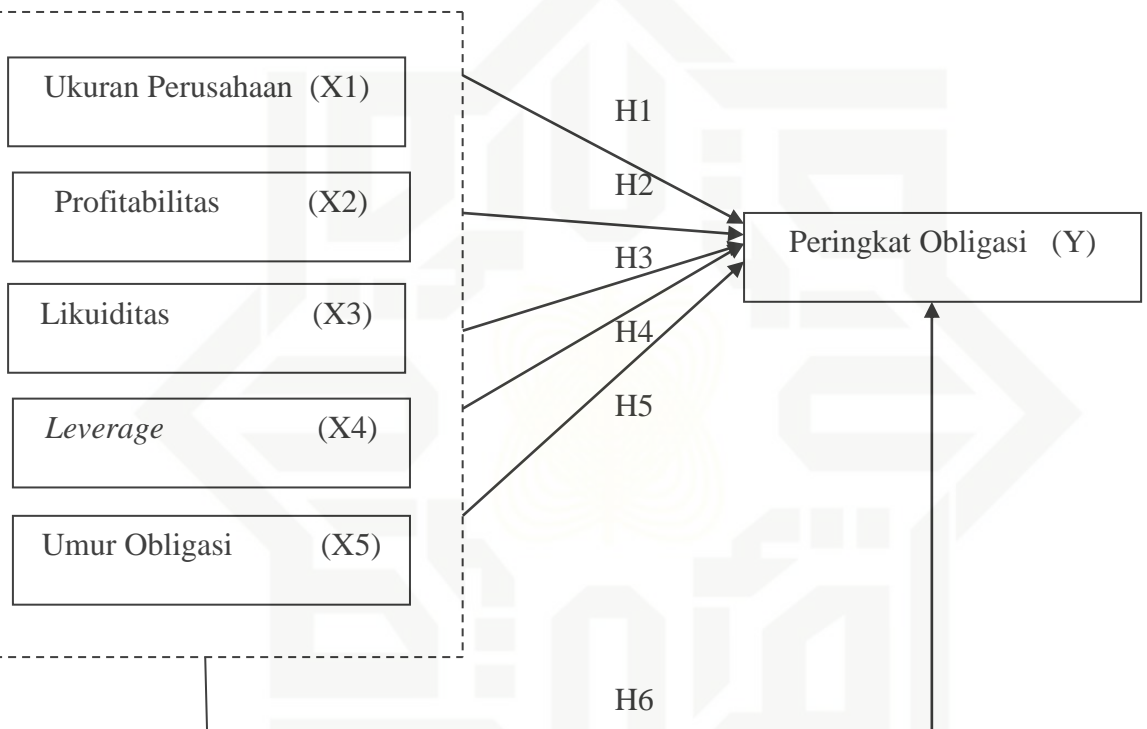 Ukuran Perusahaan (X1)
H1
Profitabilitas (X2)
H2
Peringkat Obligasi (Y)
H3
Likuiditas (X3)
H4
H5
Leverage (X4)
Umur Obligasi (X5)
H6